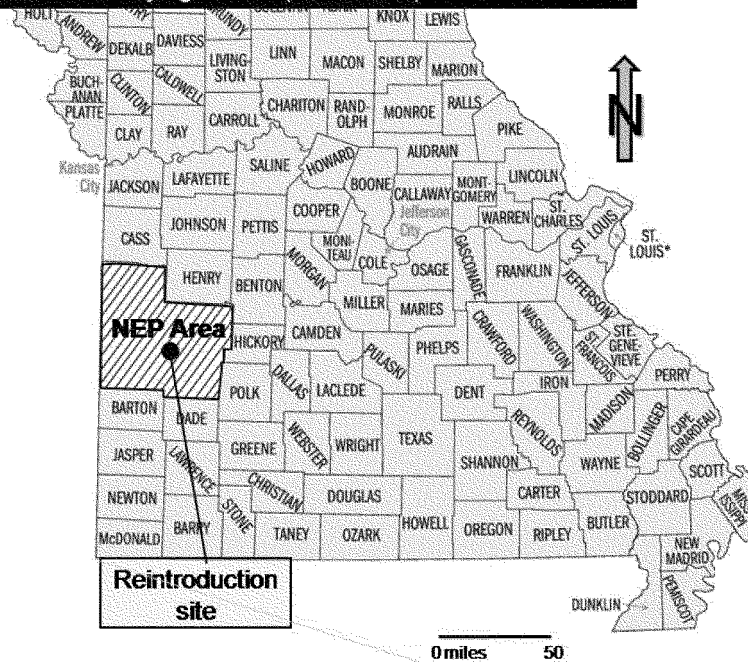 KNOX
LEWIS
HOLT
ANDREW
DEKALB
DAVIESS
LIVING-
STON
LINN
MACON
SHELBY
MARION
BUCH-
ANAN
CLINTON
CALDWELL
CHARITON
RAN-
DOLPH
MONROE
RALLS
PLATTE
CLAY
RAY
CARROLL
PIKE
N
AUDRAIN
Kansas
City
JACKSON
LAFAYETTE
SALINE
HOWARD
BOONE
CALLAWAY
MONT-
GOMERY
LINCOLN
Jefferson
City
WARREN
ST.
CHARLES
ST. LOUIS
ST.
LOUIS*
CASS
JOHNSON
PETTIS
COOPER
MONI-
TEAU
COLE
OSAGE
GASCONADE
FRANKLIN
JEFFERSON
HENRY
BENTON
MORGAN
MILLER
MARIES
NEP Area
HICKORY
CAMDEN
PULASKI
PHELPS
CRAWFORD
WASHINGTON
ST.
FRANCOIS
STE.
GENE-
VIEVE
PERRY
POLK
DALLAS
LACLEDE
DENT
IRON
MADISON
BOLLINGER
CAPE
GIRARDEAU
BARTON
DADE
JASPER
LAWRENCE
GREENE
WEBSTER
WRIGHT
TEXAS
SHANNON
REYNOLDS
WAYNE
SCOTT
NEWTON
CHRISTIAN
DOUGLAS
CARTER
STODDARD
MISS-
ISSIPPI
McDONALD
BARRY
STONE
TANEY
OZARK
HOWELL
OREGON
RIPLEY
BUTLER
NEW
MADRID
Reintroduction
site
DUNKLIN
PEMISCOT
0 miles 50